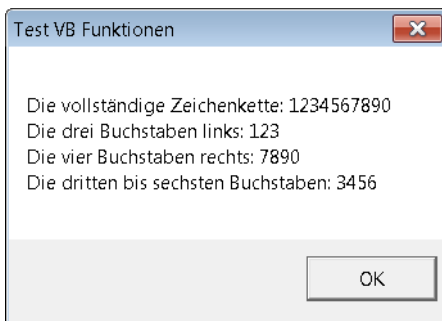 Test VB Funktionen
Die vollständige Zeichenkette: 1234567890
Die drei Buchstaben links: 123
Die vier Buchstaben rechts: 7890
Die dritten bis sechsten Buchstaben: 3456
OK